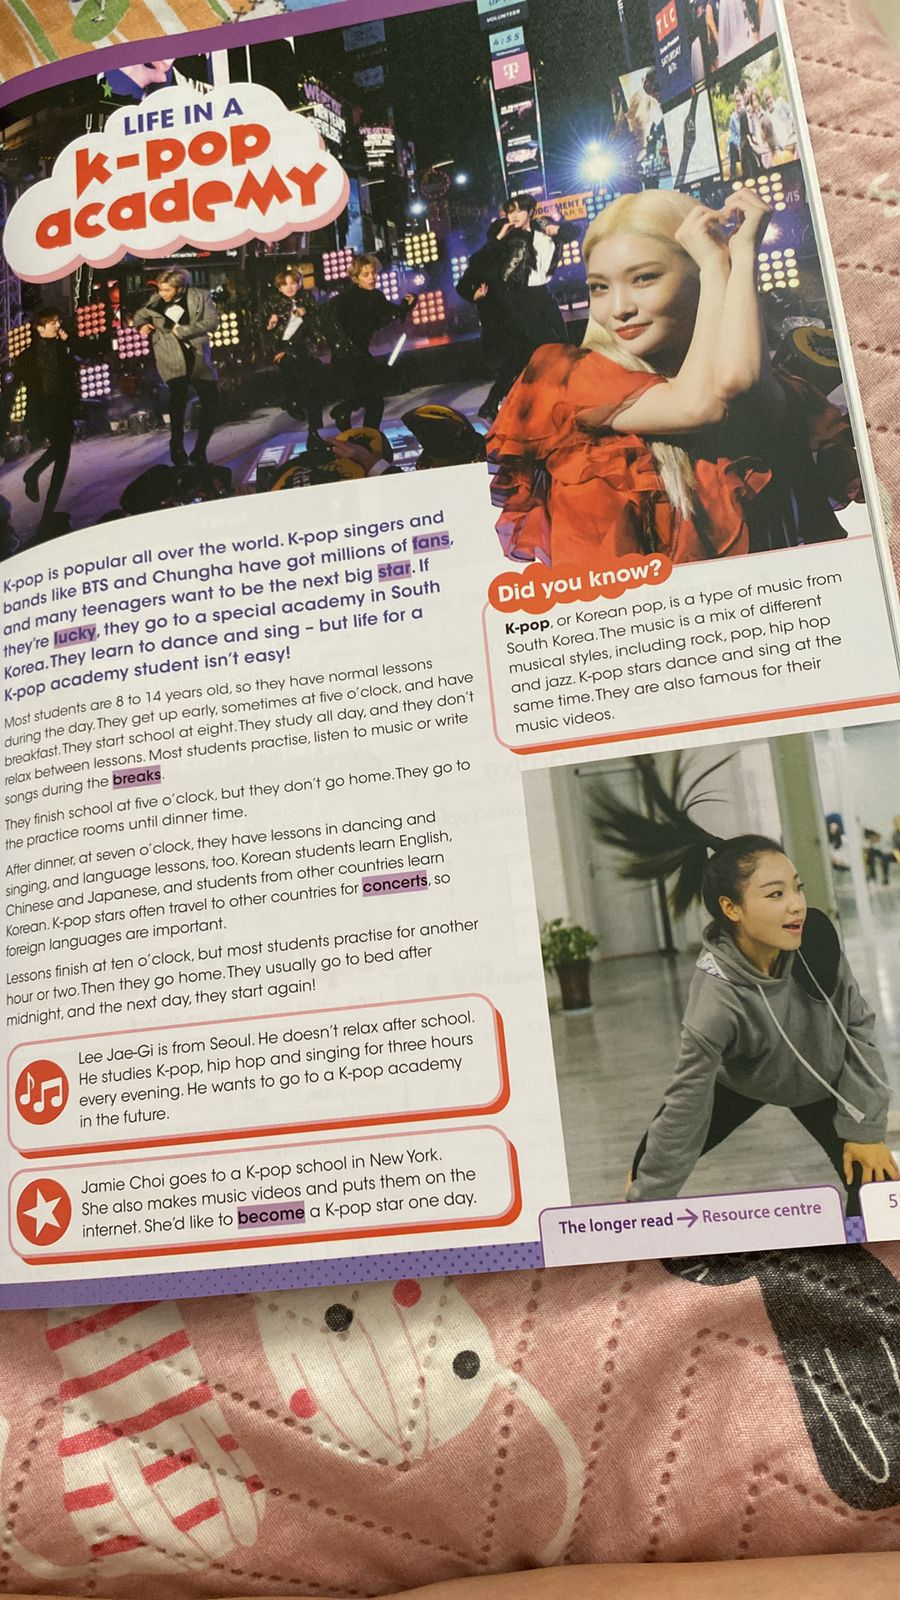 LIFE IN A
k-pop
academy
VOLUNTEER
4:55
T
TLC
K-pop is popular all over the world. K-pop singers and
bands like BTS and Chungha have got millions of fans,
and many teenagers want to be the next big star. If
they're lucky, they go to a special academy in South
Korea. They learn to dance and sing – but life for a
K-pop academy student isn't easy!
Most students are 8 to 14 years old, so they have normal lessons
during the day. They get up early, sometimes at five o'clock, and have
breakfast. They start school at eight. They study all day, and they don't
relax between lessons. Most students practise, listen to music or write
songs during the breaks.
They finish school at five o'clock, but they don't go home. They go to
the practice rooms until dinner time.
After dinner, at seven o'clock, they have lessons in dancing and
singing, and language lessons, too. Korean students learn English,
Chinese and Japanese, and students from other countries learn
Korean. K-pop stars often travel to other countries for concerts, so
foreign languages are important.
Lessons finish at ten o'clock, but most students practise for another
hour or two. Then they go home. They usually go to bed after
midnight, and the next day, they start again!
Lee Jae-Gi is from Seoul. He doesn't relax after school.
He studies K-pop, hip hop and singing for three hours
every evening. He wants to go to a K-pop academy
in the future.
Jamie Choi goes to a K-pop school in New York.
She also makes music videos and puts them on the
internet. She'd like to become a K-pop star one day.
Did you know?
K-pop, or Korean pop, is a type of music from
South Korea. The music is a mix of different
musical styles, including rock, pop, hip hop
and jazz. K-pop stars dance and sing at the
same time. They are also famous for their
music videos.
The longer read → Resource centre